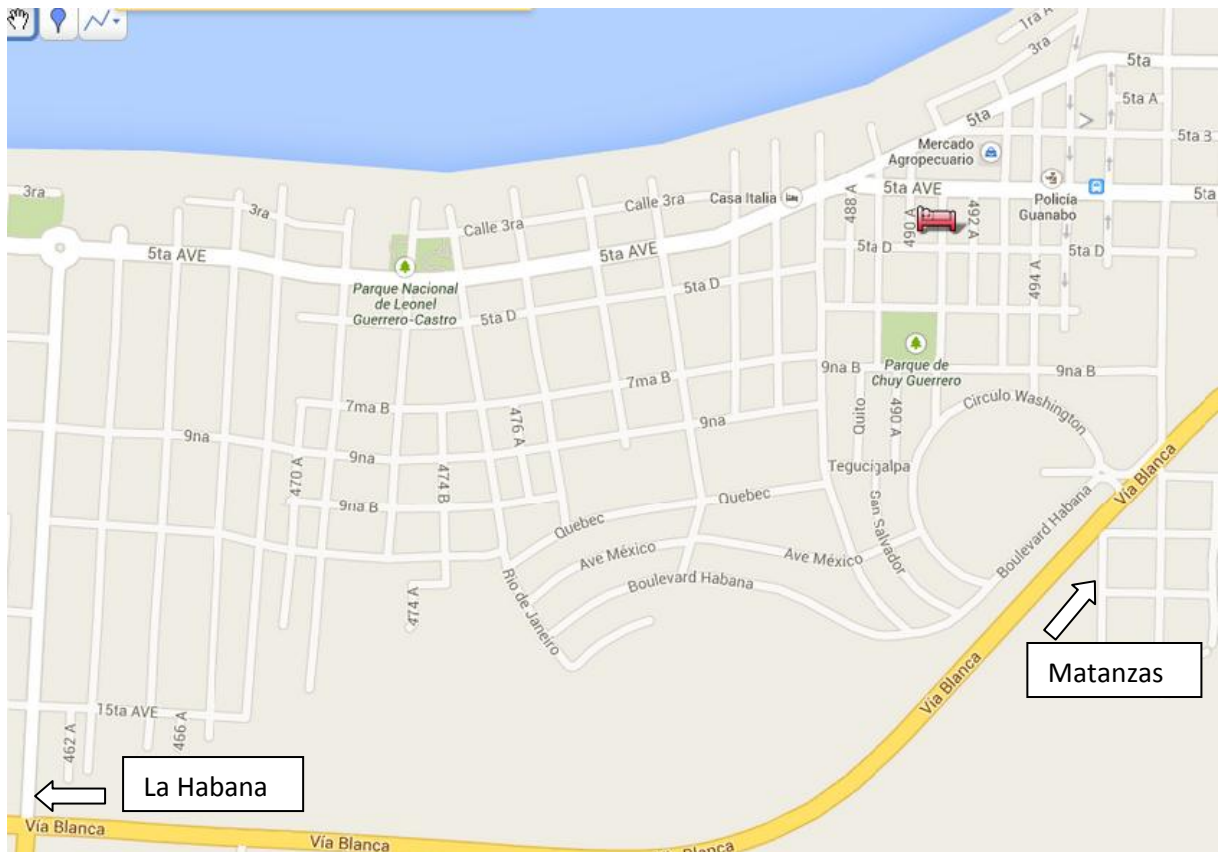 1ra A
3ra
5ta
5ta A
5ta
5ta B
Mercado
Agropecuario
3ra
3ra
Calle 3ra
Calle 3ra
Casa Italia
488 A
5ta AVE
Policía
Guanabo
5ta
490 A
492 A
5ta AVE
5ta AVE
5ta D
5ta D
494 A
Parque Nacional
de Leonel
Guerrero-Castro
5ta D
5ta D
Parque de
Chuy Guerrero
9na B
9na B
7ma B
7ma B
Quito
490 A
Circulo Washington
476 A
9na
9na
9na
470 A
474 B
Tegucigalpa
9na B
Quebec
Quebec
San Salvador
Vía Blanca
Boulevard Habana
Ave México
Ave México
Boulevard Habana
Rio de Janeiro
474 A
Matanzas
Vía Blanca
15ta AVE
462 A
466 A
La Habana
Vía Blanca
Vía Blanca
Blanca